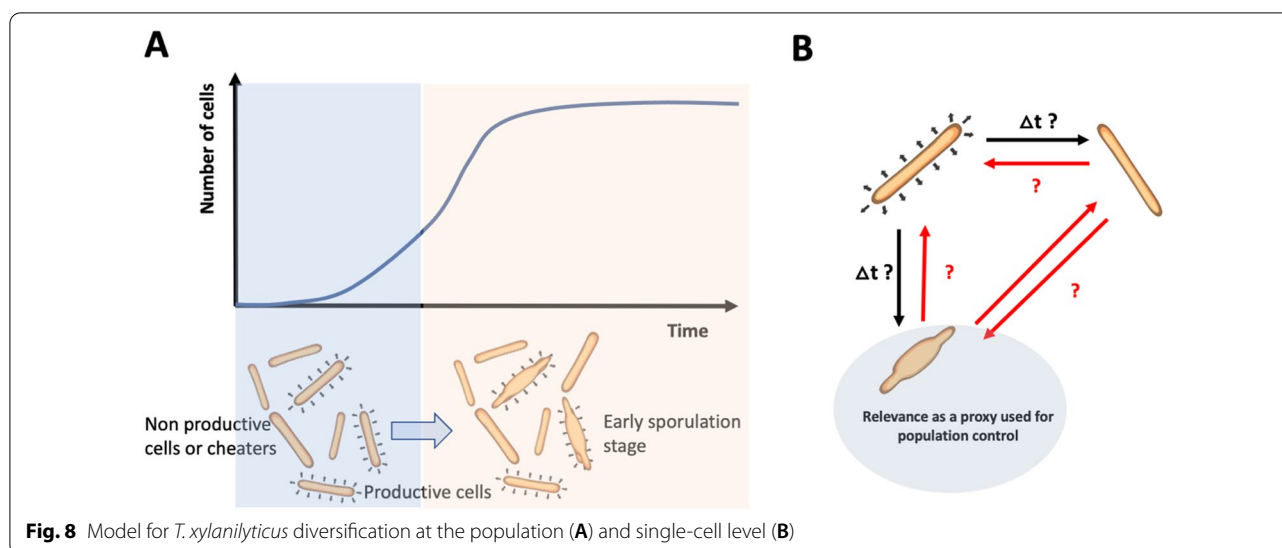 A
B
Number of cells
Time
Non productive
cells or cheaters
Productive cells
Early sporulation
stage
Δt ?
?
Δt ?
?
?
?
Relevance as a proxy used for
population control
Fig. 8 Model for T. xylanilyticus diversification at the population (A) and single-cell level (B)